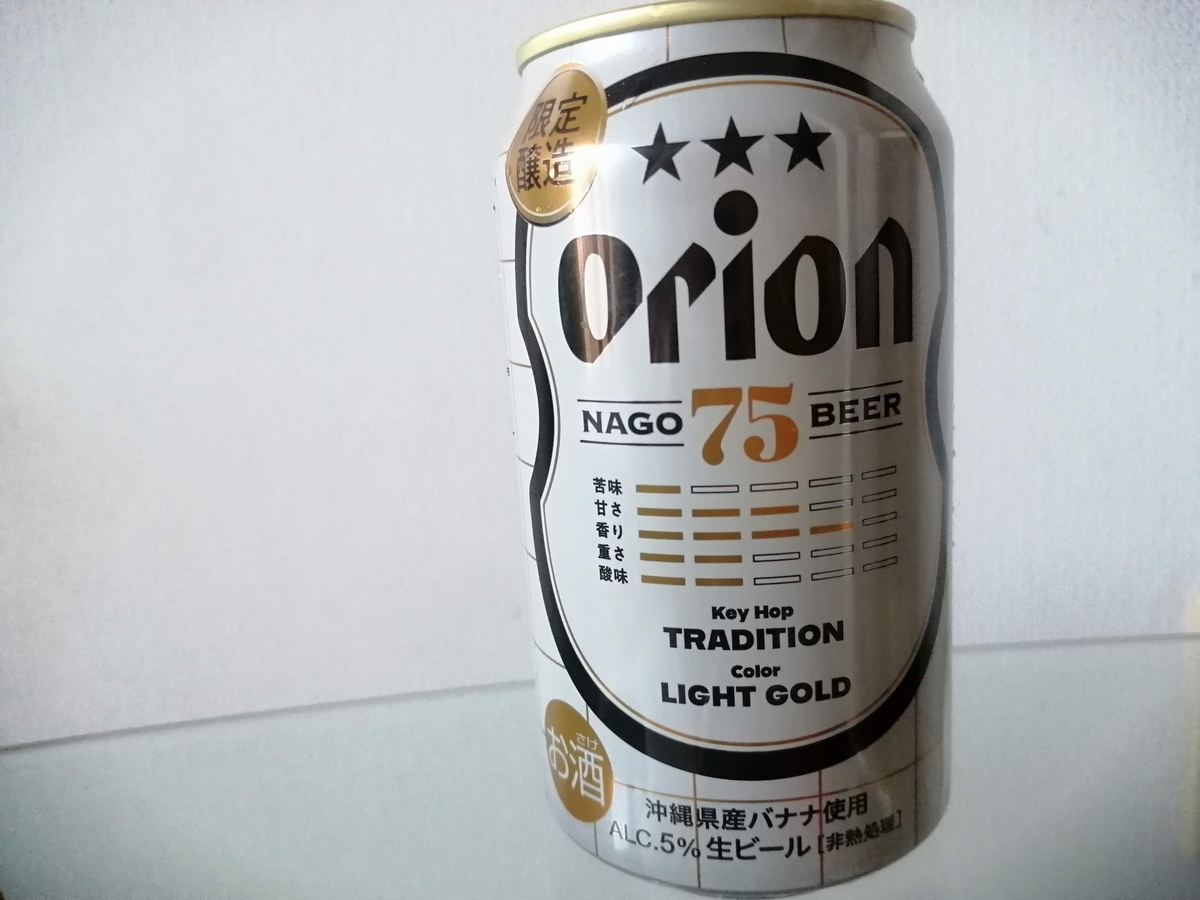 限定
醸造
orion
NAGO 75 BEER
苦味
甘さ
香り
重さ
酸味
Key Hop
TRADITION
Color
LIGHT GOLD
さけ
お酒
沖縄県産バナナ使用
ALC.5% 生ビール [非熱処理]